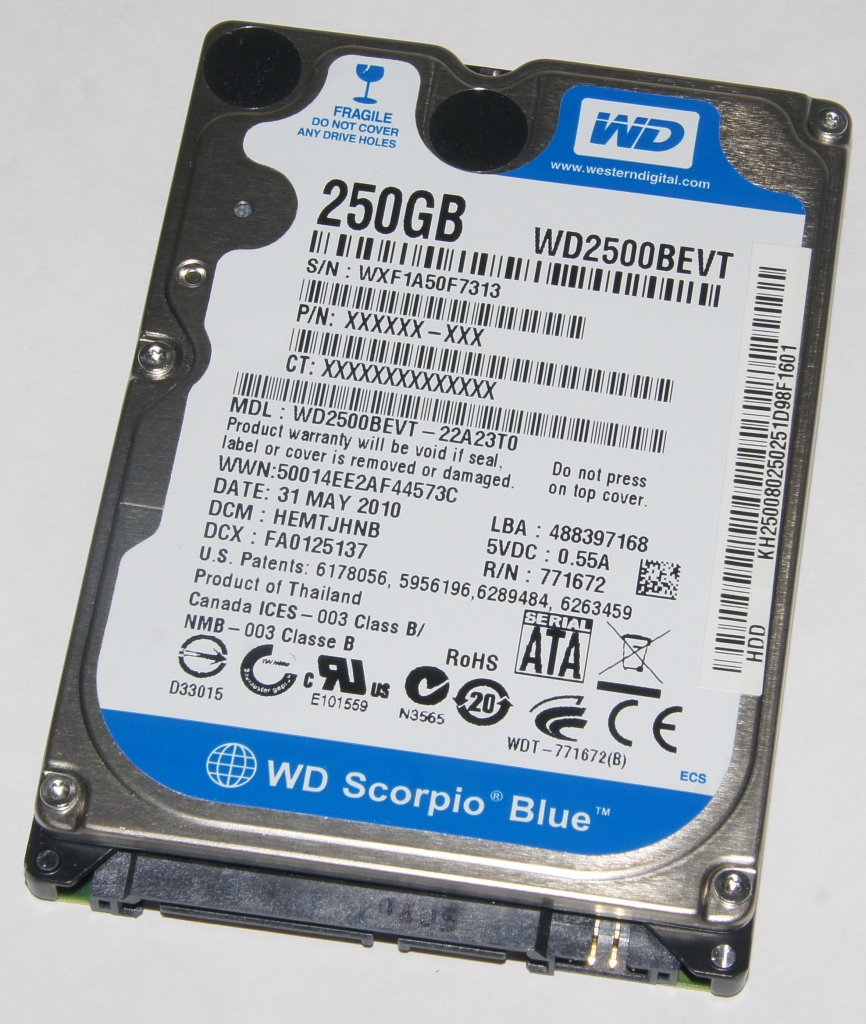 FRAGILE
DO NOT COVER
ANY DRIVE HOLES
WD
www.westerndigital.com
250GB
WD2500BEVT
S/N : WXF1A50F7313
P/N: XXXXXX-XXX
CT: XXXXXXXXXXXXXX
MDL : WD2500BEVT-22A23T0
Product warranty will be void if seal,
label or cover is removed or damaged.
Do not press
on top cover.
WWN:50014EE2AF44573C
DATE: 31 MAY 2010
DCM : HEMTJHNB
DCX : FA0125137
LBA : 488397168
5VDC : 0.55A
R/N : 771672
U.S. Patents: 6178056, 5956196,6289484, 6263459
Product of Thailand
Canada ICES-003 Class B/
NMB-003 Classe B
D33015
c RU us
E101559
N3565
RoHS
20
SERIAL
ATA
CE
WDT-771672(B)
ECS
WD Scorpio® Blue™
HDD
KH2500802502 51D98F1601